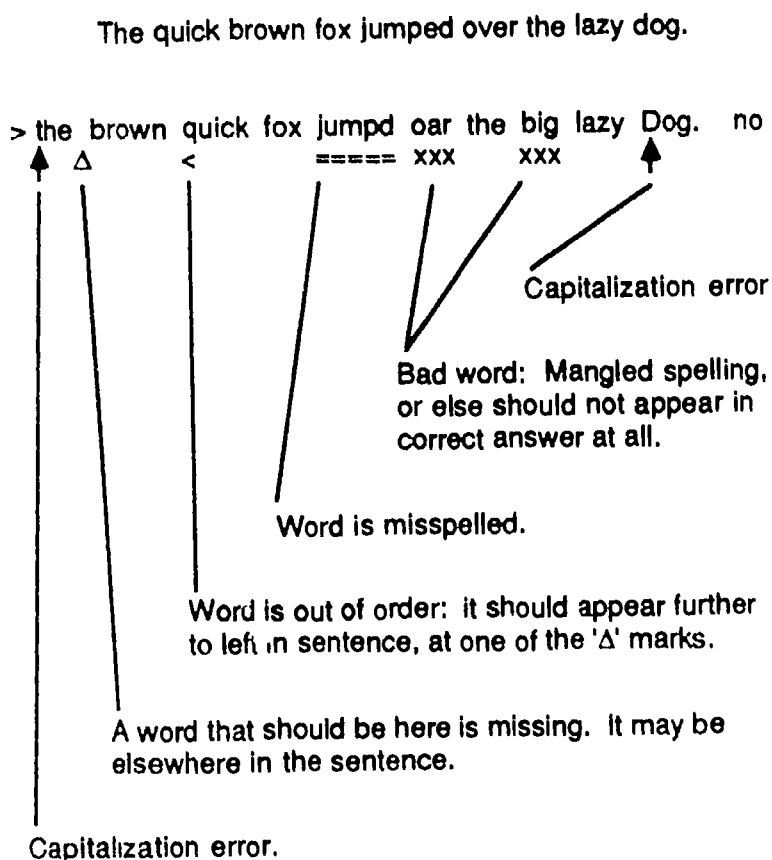 The quick brown fox jumped over the lazy dog.
> the brown quick fox jumpd oar the big lazy Dog. no
Δ < ===== xxx xxx
Capitalization error
Bad word: Mangled spelling,
or else should not appear in
correct answer at all.
Word is misspelled.
Word is out of order: it should appear further
to left in sentence, at one of the 'Δ' marks.
A word that should be here is missing. It may be
elsewhere in the sentence.
Capitalization error.